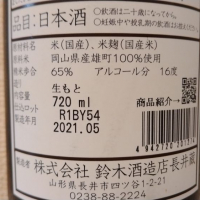 品目:日本酒
○飲酒は二十歳になってから。
○妊娠中や授乳期の飲酒は
原材料名 米(国産)、米麹(国産米)
岡山県産雄町100%使用
65% アルコール分 16度
生もと
720 ml
R1BY54
2021.05
商品紹介→
株式会社 鈴木酒造店長井蔵
山形県長井市四ツ谷1-2-21
0238-88-2224